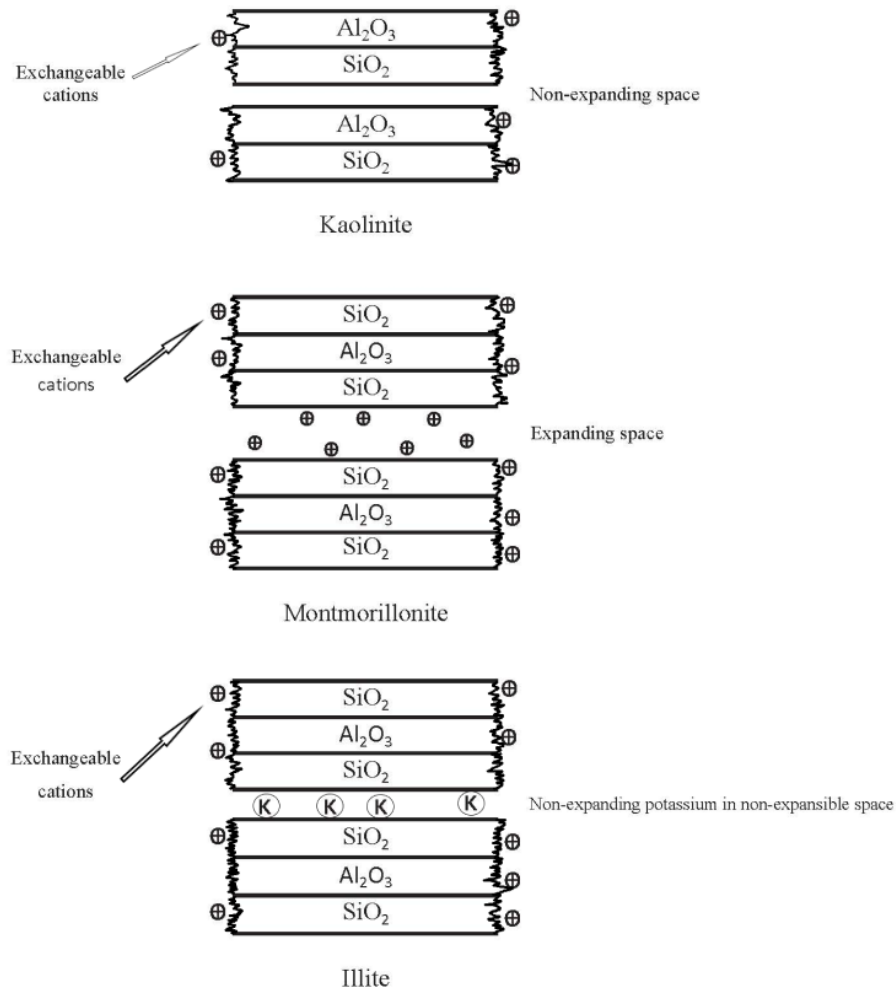 Al₂O₃
Exchangeable
cations
SiO₂
Non-expanding space
Al₂O₃
SiO₂
Kaolinite
SiO₂
Exchangeable
cations
Al₂O₃
SiO₂
Expanding space
SiO₂
Al₂O₃
SiO₂
Montmorillonite
SiO₂
Exchangeable
cations
Al₂O₃
SiO₂
K K K K
Non-expanding potassium in non-expansible space
SiO₂
Al₂O₃
SiO₂
Illite